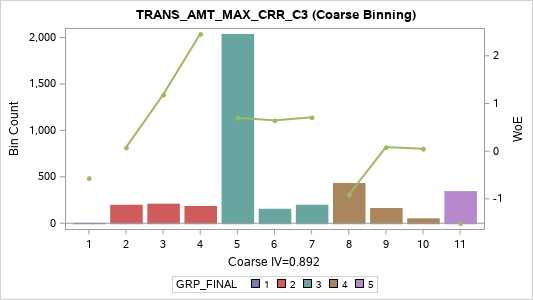 TRANS_AMT_MAX_CRR_C3 (Coarse Binning)
2,000
1,500
1,000
500
0
Bin Count
2
1
0
-1
WoE
1 2 3 4 5 6 7 8 9 10 11
Coarse IV=0.892
GRP_FINAL 1 2 3 4 5